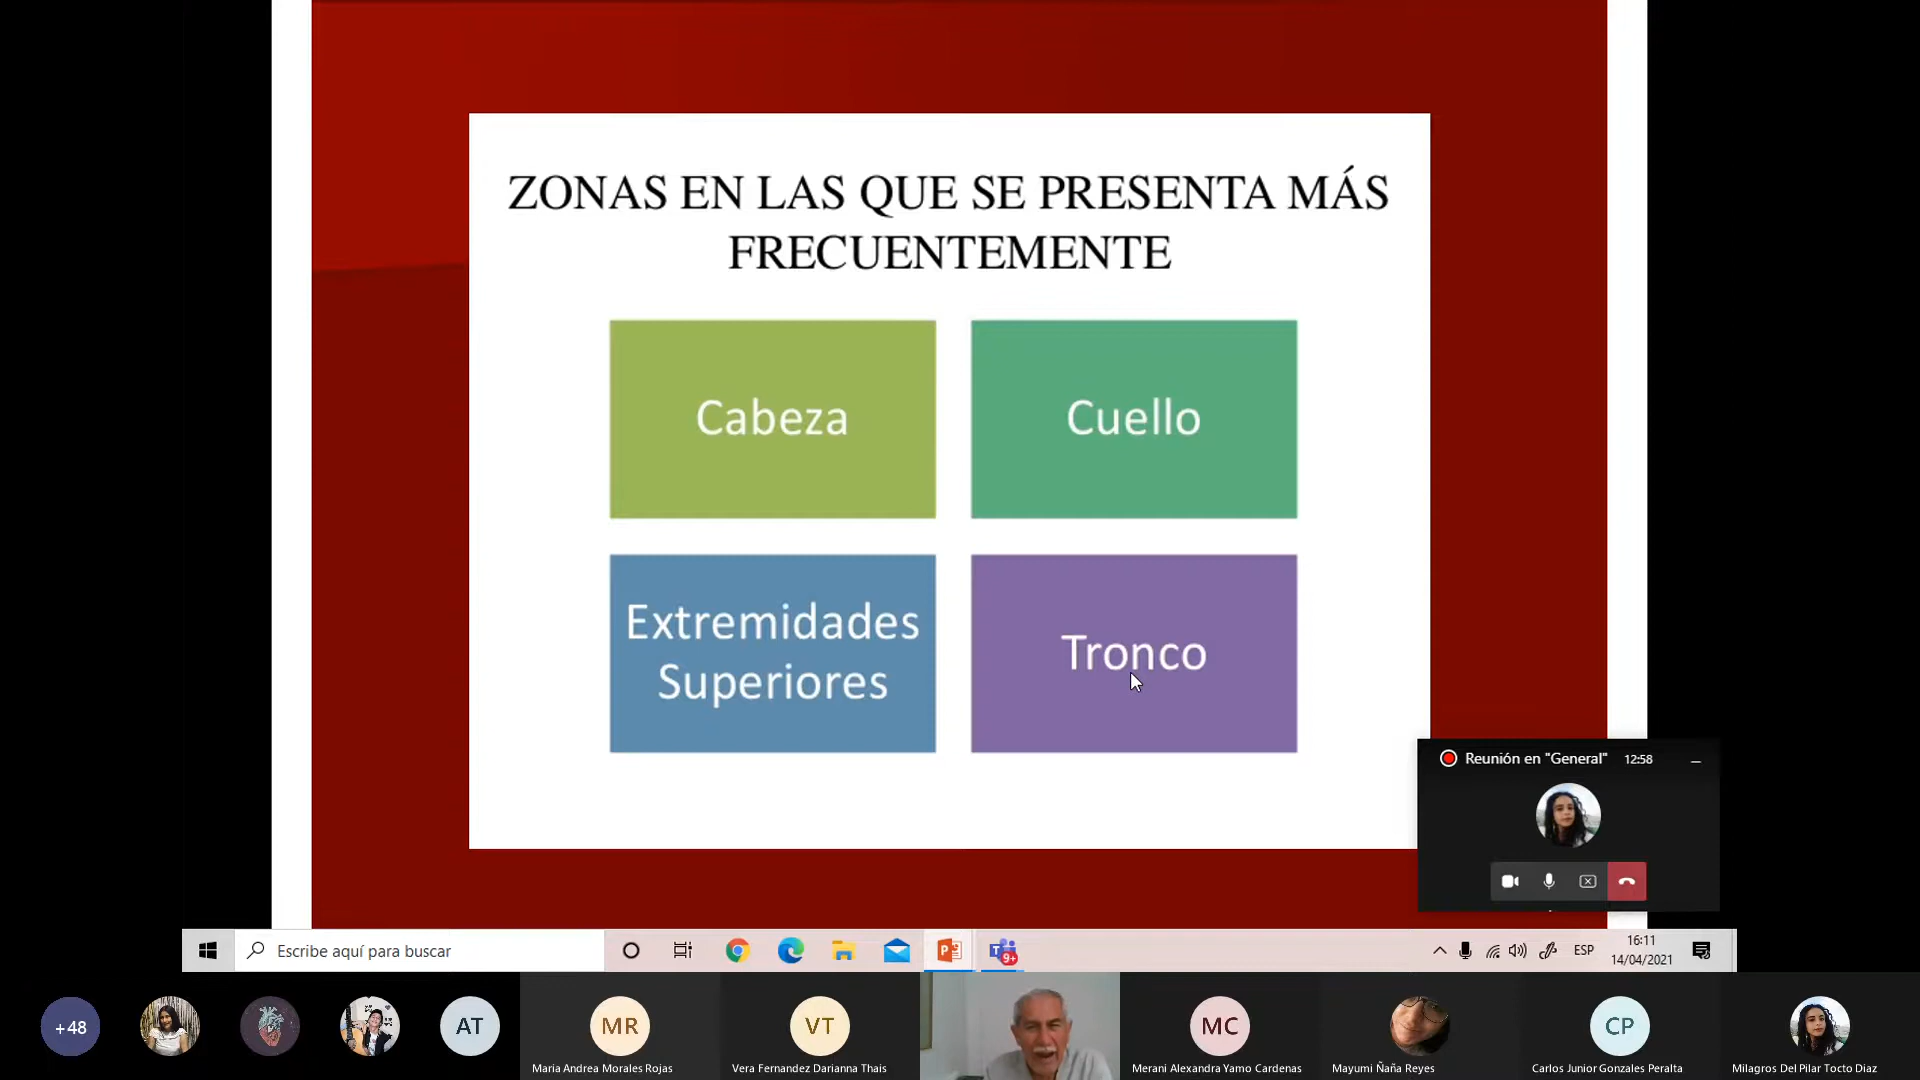 ZONAS EN LAS QUE SE PRESENTA MÁS
FRECUENTEMENTE
Cabeza
Cuello
Extremidades
Superiores
Tronco
Reunión en "General" 12:58
Escribe aquí para buscar
9+
ESP
16:11
14/04/2021
+48
AT
MR
VT
MC
CP
Maria Andrea Morales Rojas
Vera Fernandez Darianna Thais
Merani Alexandra Yamo Cardenas
Mayumi Ñaña Reyes
Carlos Junior Gonzales Peralta
Milagros Del Pilar Tocto Diaz